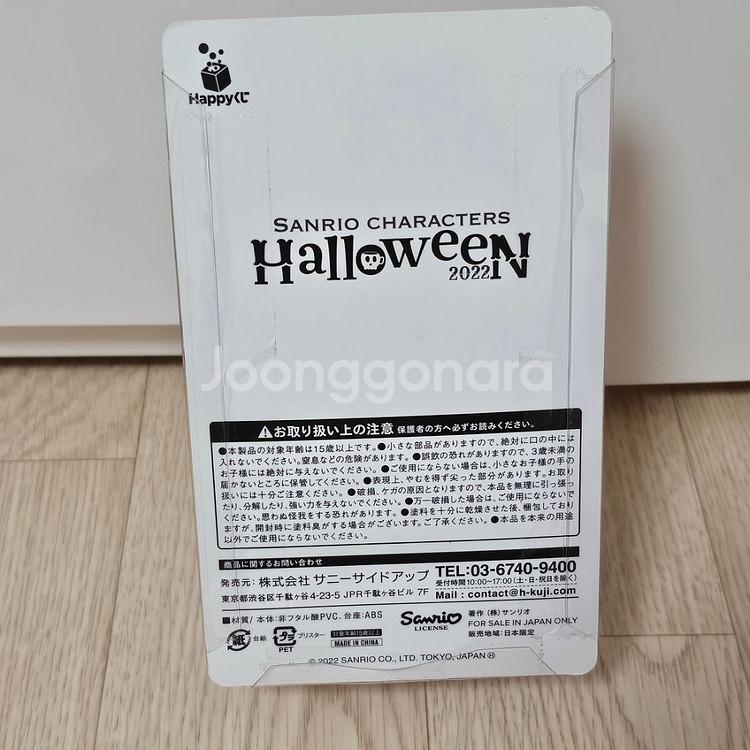 Happyくじ
SANRIO CHARACTERS
Halloween
2022
Joonggonara
⚠お取り扱い上の注意 保護者の方へ必ずお読みください。
●本製品の対象年齢は15歳以上です。●小さな部品がありますので、絶対に口の中には
入れないでください。窒息などの危険があります。●誤飲の恐れがありますので、3歳未満の
お子様には絶対に与えないでください。●ご使用にならない場合は、小さなお子様の手の
届かないところに保管してください。●表現上、やむを得ず尖った部分があります。お取り
扱いには十分ご注意ください。●破損、ケガの原因となりますので、本品を無理に引っ張っ
たり、分解したり、強い力を与えないでください。●万一破損した場合は、ご使用にならないで
ください。思わぬ怪我をする恐れがあります。●塗料を十分に乾燥させた後、梱包しており
ますが、開封時に塗料臭がする場合がございます。ご了承ください。●本品を本来の用途
以外でご使用にならないでください。
商品に関するお問い合わせ
発売元: 株式会社 サニーサイドアップ
東京都渋谷区千駄ヶ谷4-23-5 JPR千駄ヶ谷ビル 7F
TEL:03-6740-9400
受付時間10:00~17:00(土・日・祝日を除く)
Mail : contact@h-kuji.com
■材質/本体:非フタル酸PVC、台座:ABS
紙 台紙
PET ブリスター
対象年齢15歳以上
MADE IN CHINA
Sanrio
LICENSE
著作 (株) サンリオ
FOR SALE IN JAPAN ONLY
販売地域:日本限定
© 2022 SANRIO CO., LTD. TOKYO, JAPAN Ⓗ